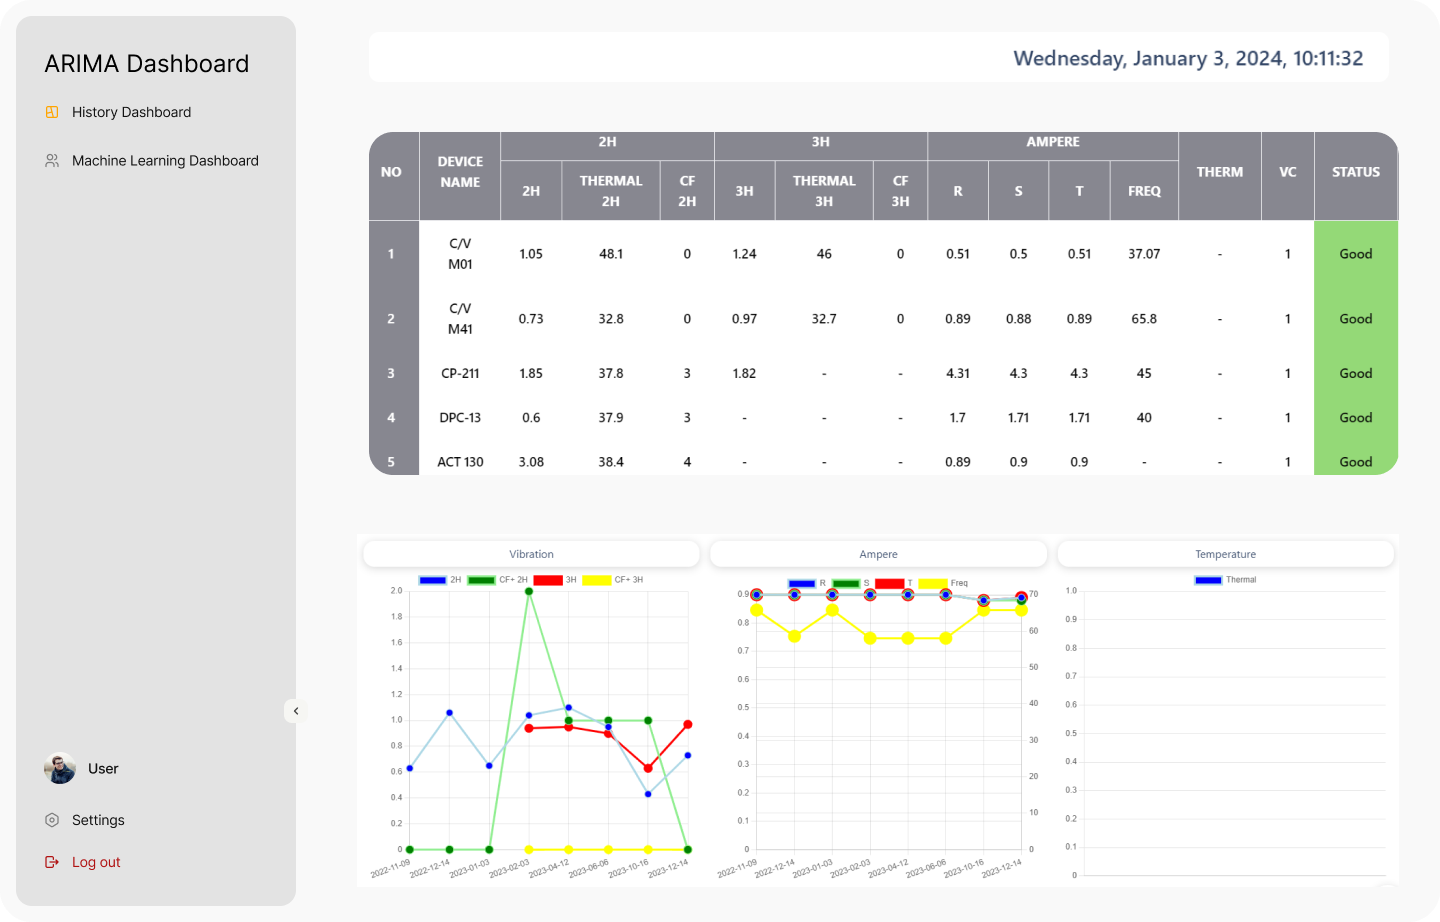 ARIMA Dashboard
History Dashboard
Machine Learning Dashboard
User
Settings
Log out
Wednesday, January 3, 2024, 10:11:32
NO DEVICE NAME 2H 3H AMPERE THERM VC STATUS
2H THERMAL 2H CF 2H 3H THERMAL 3H CF 3H R S T FREQ
1 C/V M01 1.05 48.1 0 1.24 46 0 0.51 0.5 0.51 37.07 - 1 Good
2 C/V M41 0.73 32.8 0 0.97 32.7 0 0.89 0.88 0.89 65.8 - 1 Good
3 CP-211 1.85 37.8 3 1.82 - - 4.31 4.3 4.3 45 - 1 Good
4 DPC-13 0.6 37.9 3 - - - 1.7 1.71 1.71 40 - 1 Good
5 ACT 130 3.08 38.4 4 - - - 0.89 0.9 0.9 - - 1 Good
Vibration
2H CF+ 2H 3H CF+ 3H
2.0
1.8
1.6
1.4
1.2
1.0
0.8
0.6
0.4
0.2
0
2022-11-09 2022-12-14 2023-01-03 2023-02-03 2023-04-12 2023-06-06 2023-10-16 2023-12-14
Ampere
R S T Freq
0.9 70
0.8 60
0.7 50
0.6 40
0.5 30
0.4 20
0.3 10
0.2 0
0.1
0
2022-11-09 2022-12-14 2023-01-03 2023-02-03 2023-04-12 2023-06-06 2023-10-16 2023-12-14
Temperature
Thermal
1.0
0.9
0.8
0.7
0.6
0.5
0.4
0.3
0.2
0.1
0